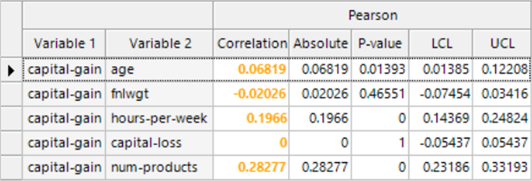 Pearson
Variable 1 Variable 2 Correlation Absolute P-value LCL UCL
capital-gain age 0.06819 0.06819 0.01393 0.01385 0.12208
capital-gain fnlwgt -0.02026 0.02026 0.46551 -0.07454 0.03416
capital-gain hours-per-week 0.1966 0.1966 0 0.14369 0.24824
capital-gain capital-loss 0 0 1 -0.05437 0.05437
capital-gain num-products 0.28277 0.28277 0 0.23186 0.33193